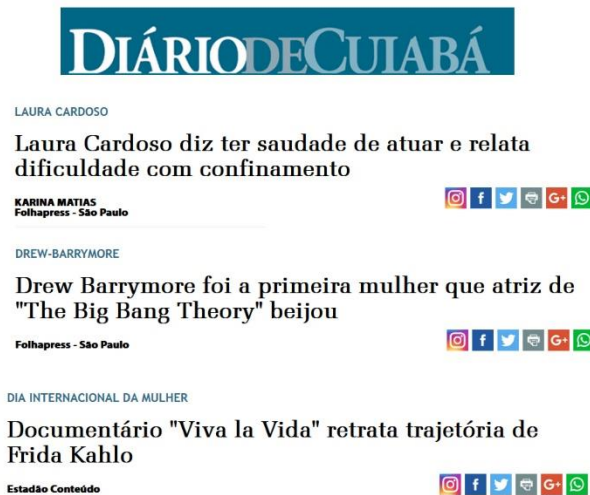 DIÁRIODECUIABÁ
LAURA CARDOSO
Laura Cardoso diz ter saudade de atuar e relata
dificuldade com confinamento
KARINA MATIAS
Folhapress - São Paulo
f
G+
DREW-BARRYMORE
Drew Barrymore foi a primeira mulher que atriz de
"The Big Bang Theory" beijou
Folhapress - São Paulo
f
G+
DIA INTERNACIONAL DA MULHER
Documentário "Viva la Vida" retrata trajetória de
Frida Kahlo
Estadão Conteúdo
f
G+